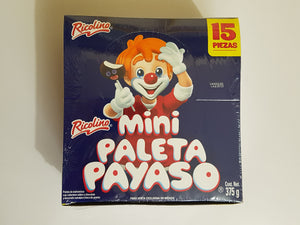 Ricolino
15
PIEZAS
Ricolino
mini
PALETA
PAYASO
Cont. Net.
375 g